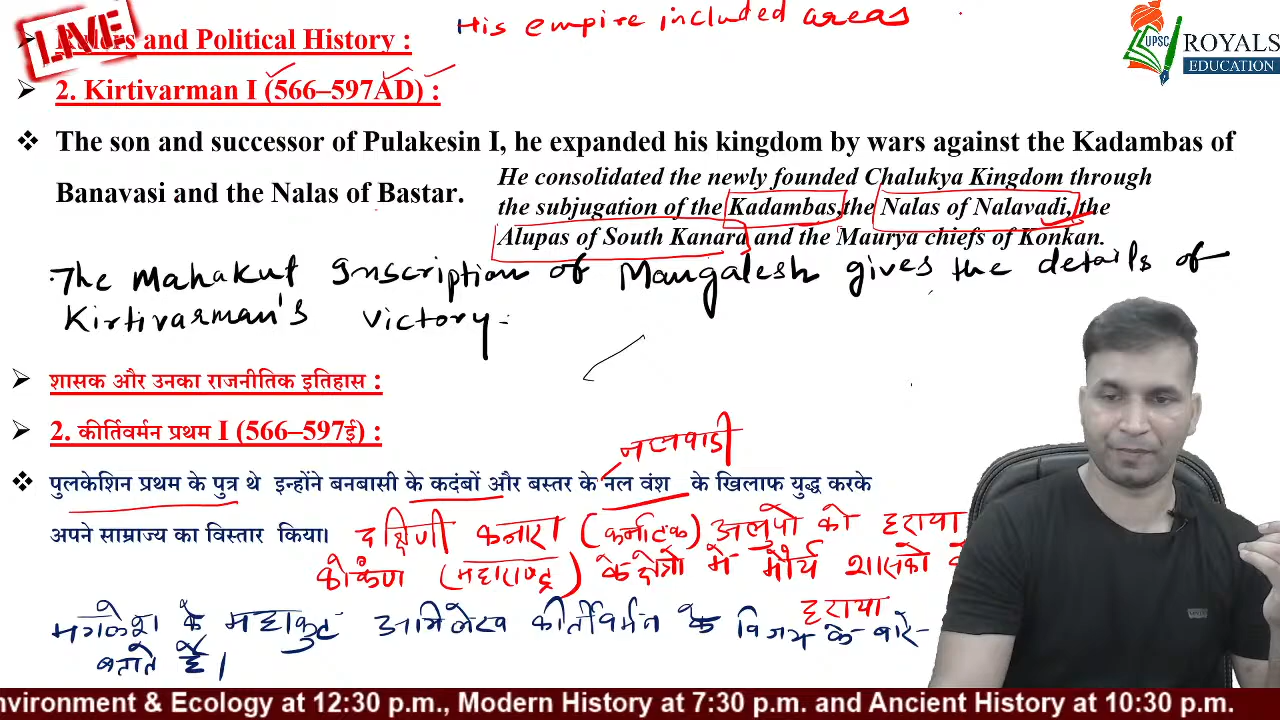 His empire included areas
LIVE
Rulers and Political History :
UPSC ROYALS
EDUCATION
2. Kirtivarman I (566–597AD) :
The son and successor of Pulakesin I, he expanded his kingdom by wars against the Kadambas of
Banavasi and the Nalas of Bastar.
He consolidated the newly founded Chalukya Kingdom through
the subjugation of the Kadambas, the Nalas of Nalavadi, the
Alupas of South Kanara and the Maurya chiefs of Konkan.
The Mahakut Inscription of Mangalesh gives the details of
Kirtivarman's victory.
शासक और उनका राजनीतिक इतिहास :
2. कीर्तिवर्मन प्रथम I (566–597ई) :
नलवाडी
पुलकेशिन प्रथम के पुत्र थे इन्होंने बनबासी के कदंबों और बस्तर के नल वंश के खिलाफ युद्ध करके
अपने साम्राज्य का विस्तार किया।
दक्षिणी कनारा (कर्नाटक) अलुपो को हराया
कोंकण (महाराष्ट्र) के क्षेत्रो मे मौर्य शासको
हराया
मगलेश के महाकुट अभिलेख कीर्तीवर्मन के विजय के बारे
बताते है।
nvironment & Ecology at 12:30 p.m., Modern History at 7:30 p.m. and Ancient History at 10:30 p.m.